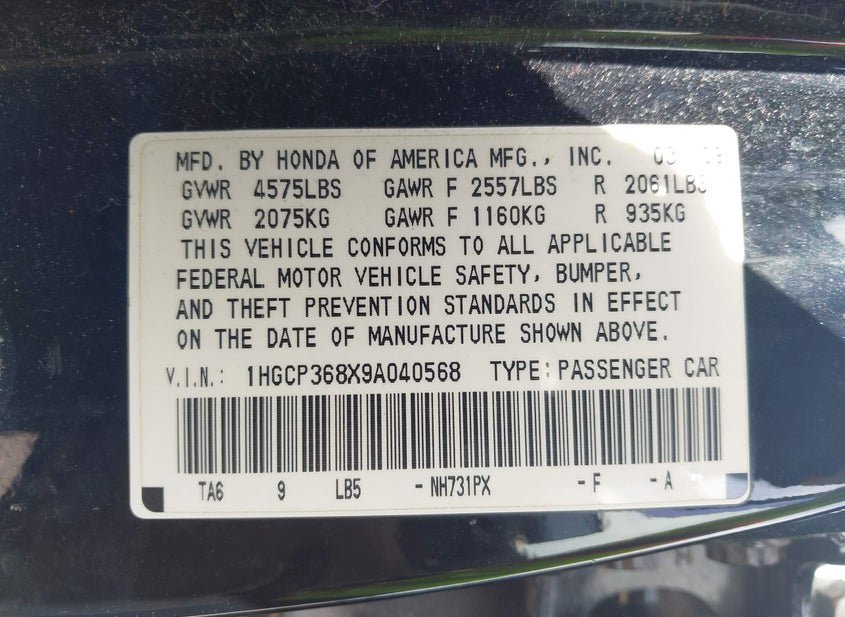 MFD. BY HONDA OF AMERICA MFG., INC.
GVWR 4575LBS GAWR F 2557LBS R 2061LBS
GVWR 2075KG GAWR F 1160KG R 935KG
THIS VEHICLE CONFORMS TO ALL APPLICABLE
FEDERAL MOTOR VEHICLE SAFETY, BUMPER,
AND THEFT PREVENTION STANDARDS IN EFFECT
ON THE DATE OF MANUFACTURE SHOWN ABOVE.
V.I.N.: 1HGCP368X9A040568 TYPE:PASSENGER CAR
TA6 9 LB5 -NH731PX -F -A